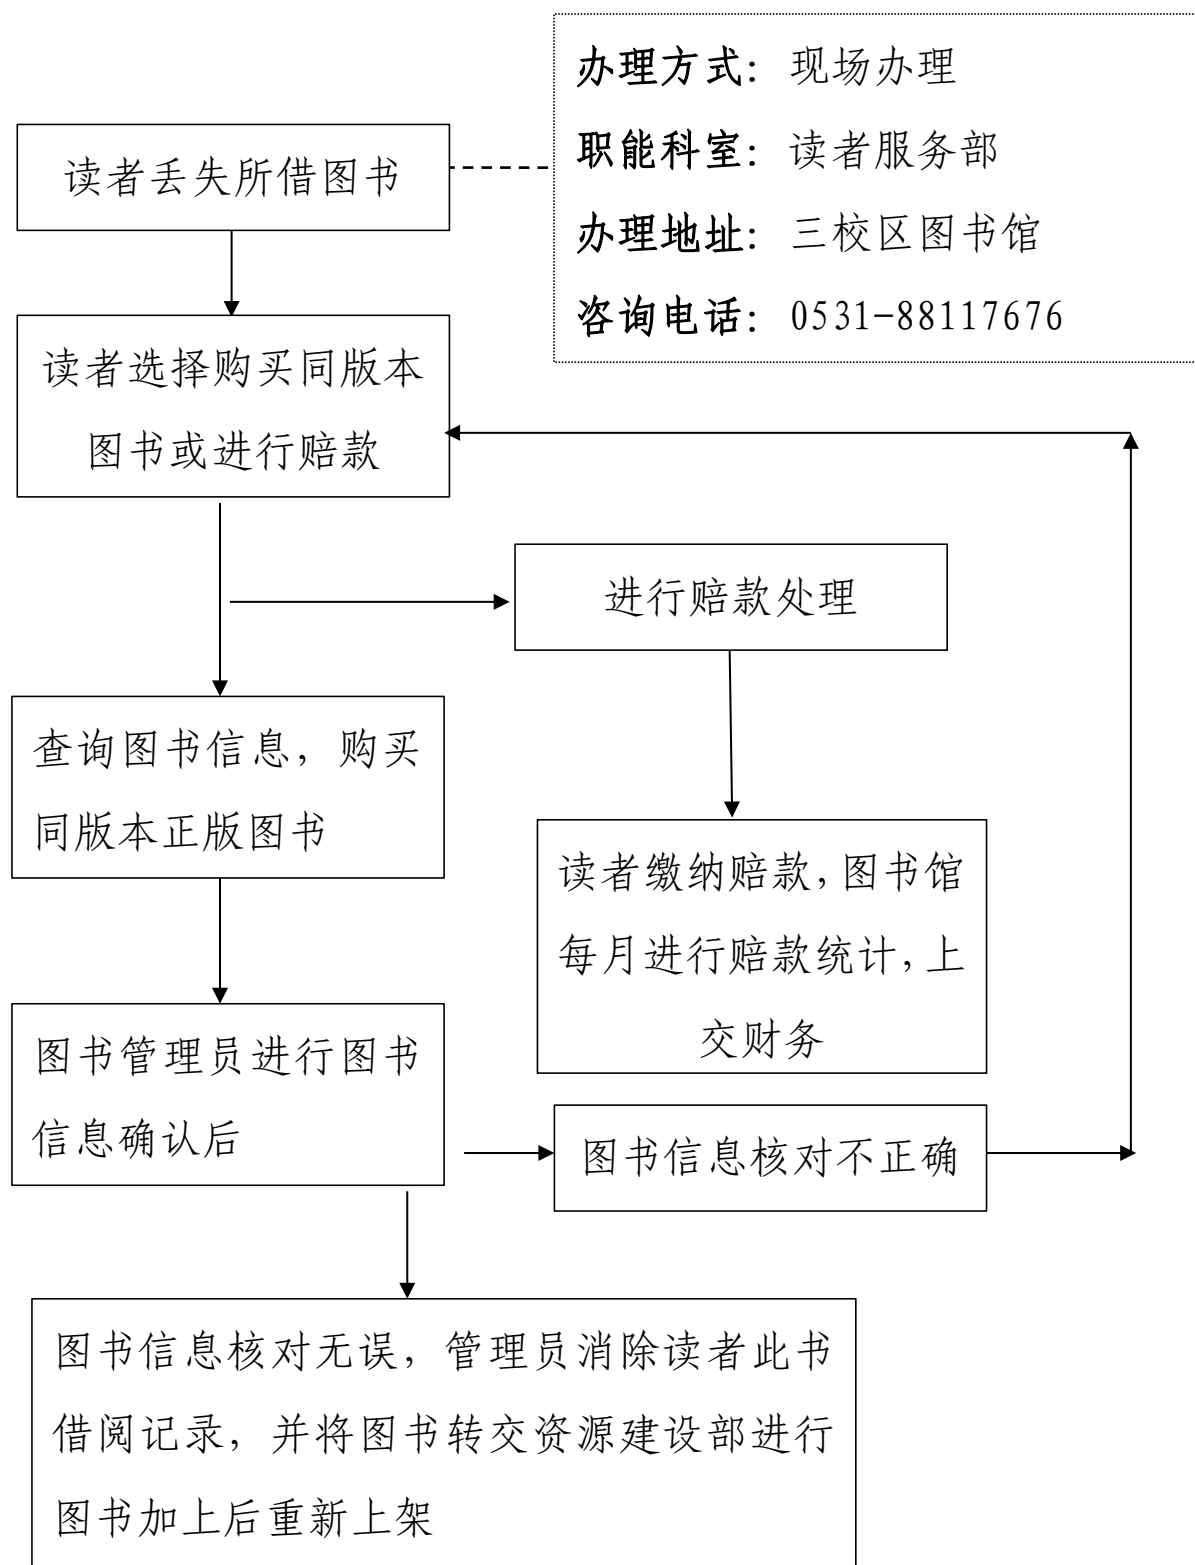 办理方式：现场办理
职能科室：读者服务部
办理地址：三校区图书馆
咨询电话：0531-88117676
读者丢失所借图书
读者选择购买同版本
图书或进行赔款
进行赔款处理
查询图书信息，购买
同版本正版图书
读者缴纳赔款，图书馆
每月进行赔款统计，上
交财务
图书管理员进行图书
信息确认后
图书信息核对不正确
图书信息核对无误，管理员消除读者此书
借阅记录，并将图书转交资源建设部进行
图书加上后重新上架